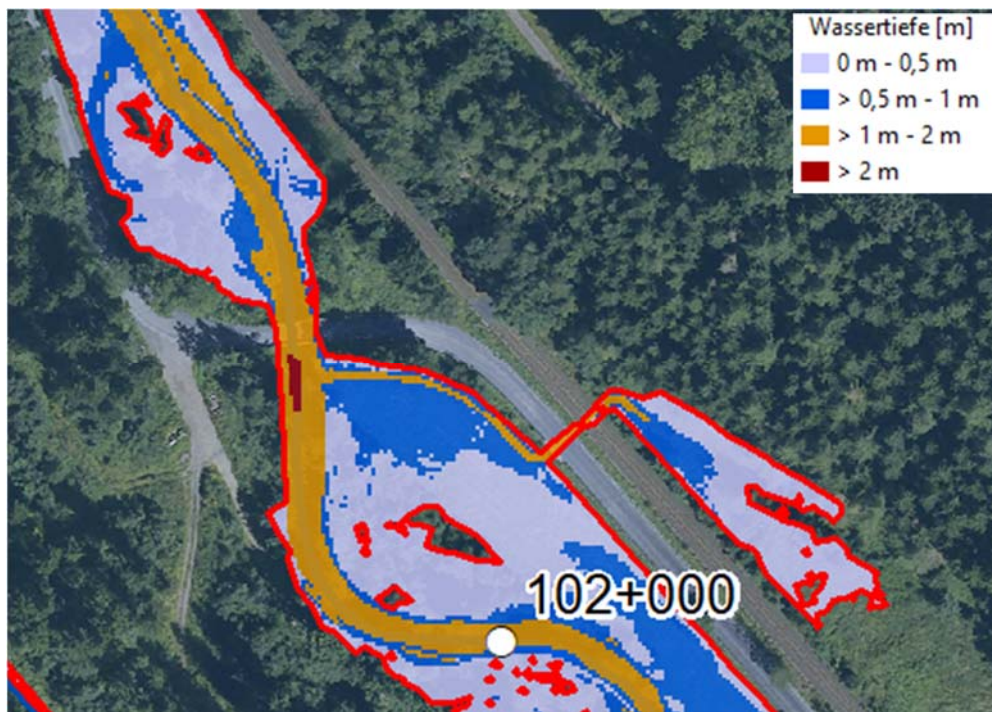 Wassertiefe [m]
0 m - 0,5 m
> 0,5 m - 1 m
> 1 m - 2 m
> 2 m
102+000